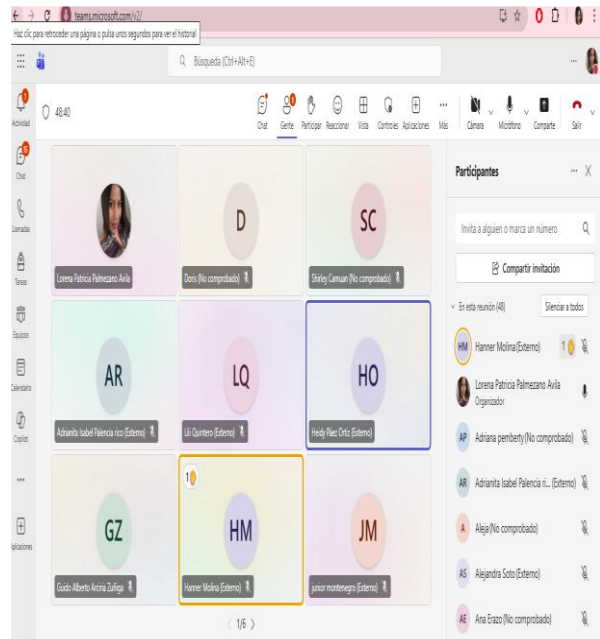 teams.microsoft.com/v2/
Haz clic para retroceder una página o pulsa unos segundos para ver el historial
Búsqueda (Ctrl+Alt+E)
Actividad
Chat
Llamadas
Tareas
Equipos
Calendario
Copilot
Aplicaciones
48:40
Chat
Gente
Participar
Reaccionar
Vista
Controles
Aplicaciones
Más
Cámara
Micrófono
Comparte
Salir
Lorena Patricia Palmezano Avila
D
Doris (No comprobado)
SC
Shirley Camuan (No comprobado)
AR
Adrianita Isabel Palencia rico (Externo)
LQ
Lili Quintero (Externo)
HO
Heidy Páez Ortiz (Externo)
GZ
Guido Alberto Arciria Zuñiga
1
HM
Hanner Molina (Externo)
JM
junior montenegro (Externo)
1/6
Participantes
Invita a alguien o marca un número
Compartir invitación
En esta reunión (48)
Silenciar a todos
HM
Hanner Molina (Externo)
1
Lorena Patricia Palmezano Avila
Organizador
AP
Adriana pemberty (No comprobado)
AR
Adrianita Isabel Palencia ri... (Externo)
A
Aleja (No comprobado)
AS
Alejandra Soto (Externo)
AE
Ana Erazo (No comprobado)